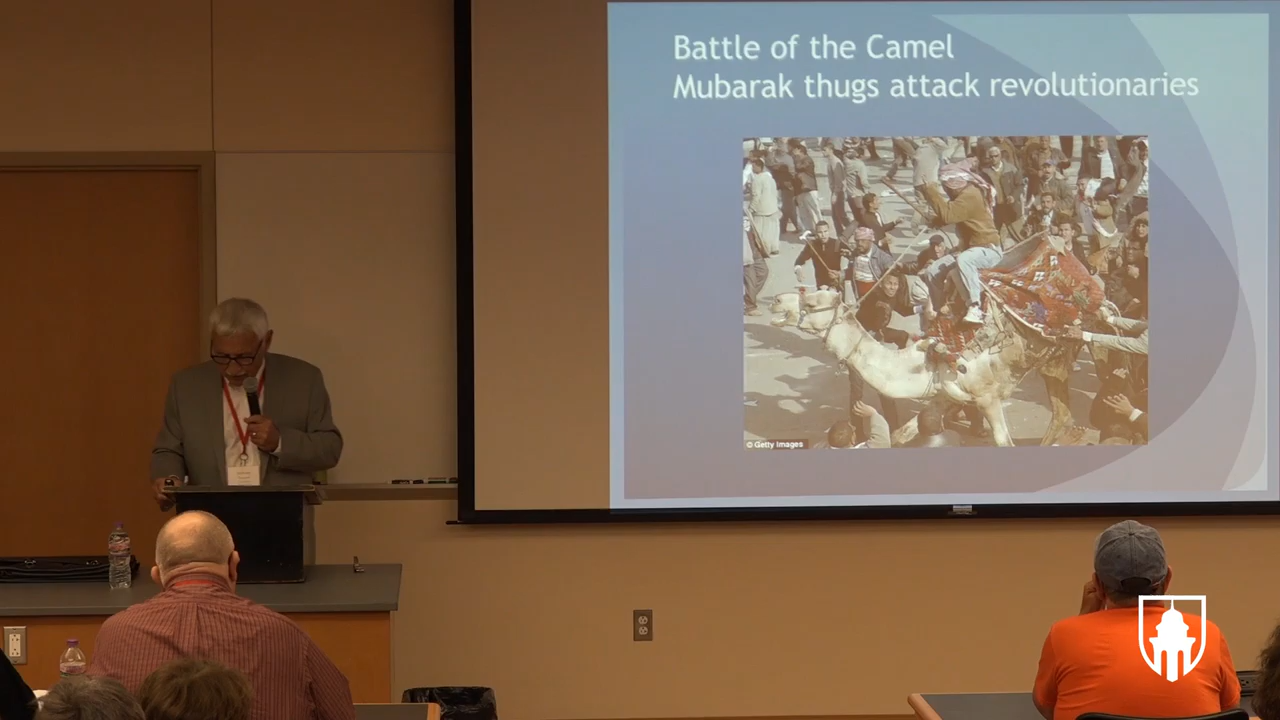 Battle of the Camel
Mubarak thugs attack revolutionaries
© Getty Images